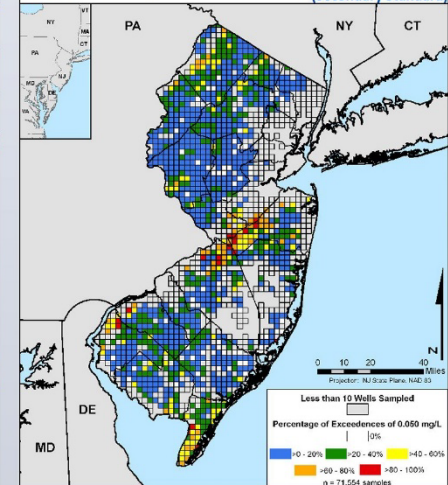 PA
NY
CT
NY
VT
MA
CT
PA
NJ
MD
DE
VA
N
0 10 20 40
Miles
Projection: NJ State Plane, NAD 83
Less than 10 Wells Sampled
Percentage of Exceedences of 0.050 mg/L
0%
>0 - 20%
>20 - 40%
>40 - 60%
>60 - 80%
>80 - 100%
n = 71,554 samples
DE
MD